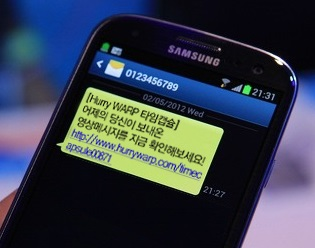 SAMSUNG
21:31
0123456789
02/05/2012 Wed
[Hurry WARP 타임캡슐]
어제의 당신이 보내온
영상메시지를 지금 확인해보세요!
http://www.hurrywarp.com/timec
apsule00871
21:27